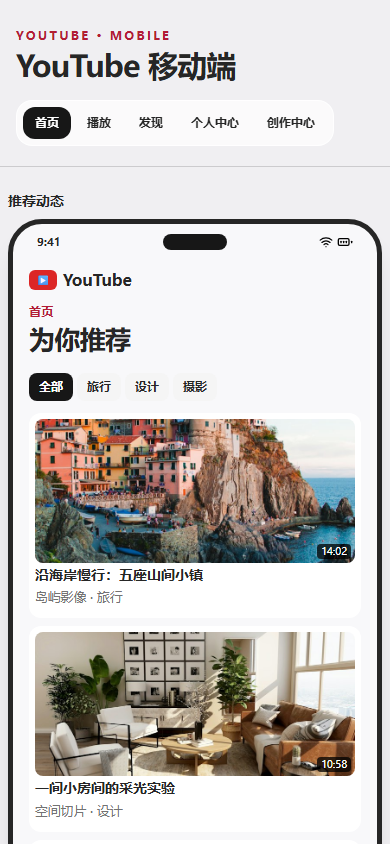 YOUTUBE • MOBILE
YouTube 移动端
首页 播放 发现 个人中心 创作中心
推荐动态
9:41
YouTube
首页
为你推荐
全部 旅行 设计 摄影
14:02
沿海岸慢行：五座山间小镇
岛屿影像 · 旅行
10:58
一间小房间的采光实验
空间切片 · 设计